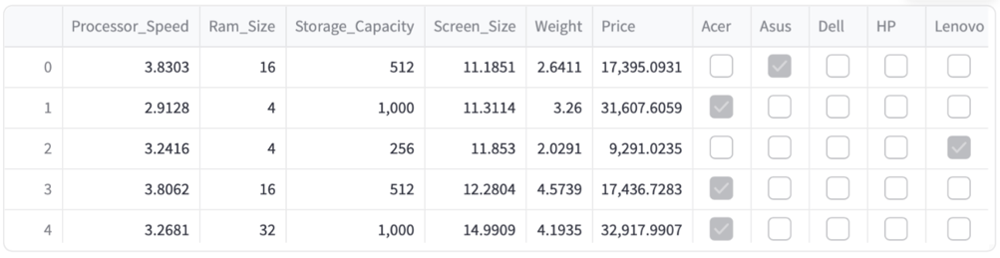 Processor_Speed Ram_Size Storage_Capacity Screen_Size Weight Price Acer Asus Dell HP Lenovo
0 3.8303 16 512 11.1851 2.6411 17,395.0931
1 2.9128 4 1,000 11.3114 3.26 31,607.6059
2 3.2416 4 256 11.853 2.0291 9,291.0235
3 3.8062 16 512 12.2804 4.5739 17,436.7283
4 3.2681 32 1,000 14.9909 4.1935 32,917.9907